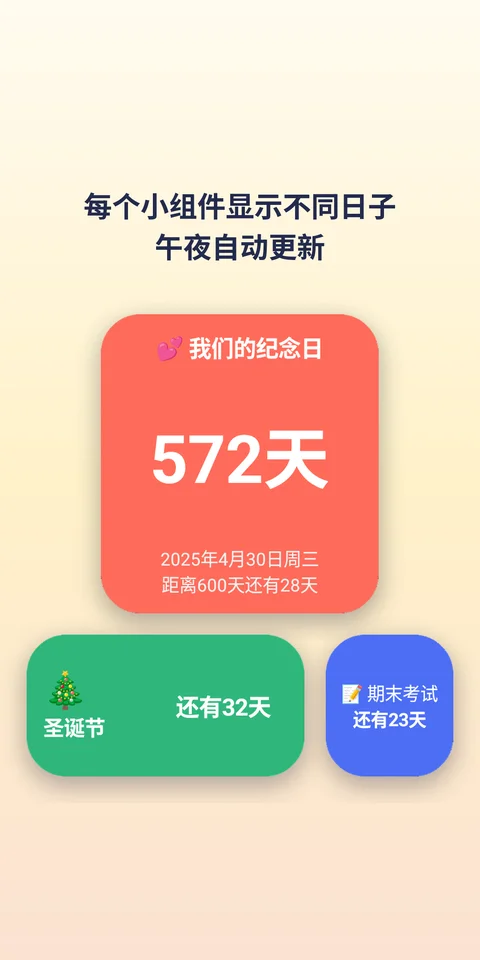 每个小组件显示不同日子
午夜自动更新
💕 我们的纪念日
572天
2025年4月30日周三
距离600天还有28天
🎄
圣诞节
还有32天
📝 期末考试
还有23天